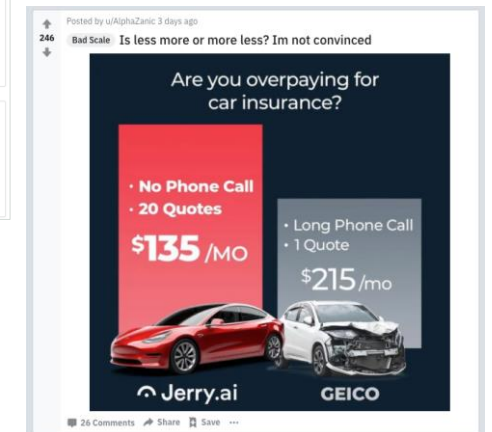 Posted by u/AlphaZanic 3 days ago
246
Bad Scale Is less more or more less? Im not convinced
Are you overpaying for
car insurance?
· No Phone Call
· 20 Quotes
$135 /MO
· Long Phone Call
· 1 Quote
$215/mo
Jerry.ai
GEICO
26 Comments Share Save ...